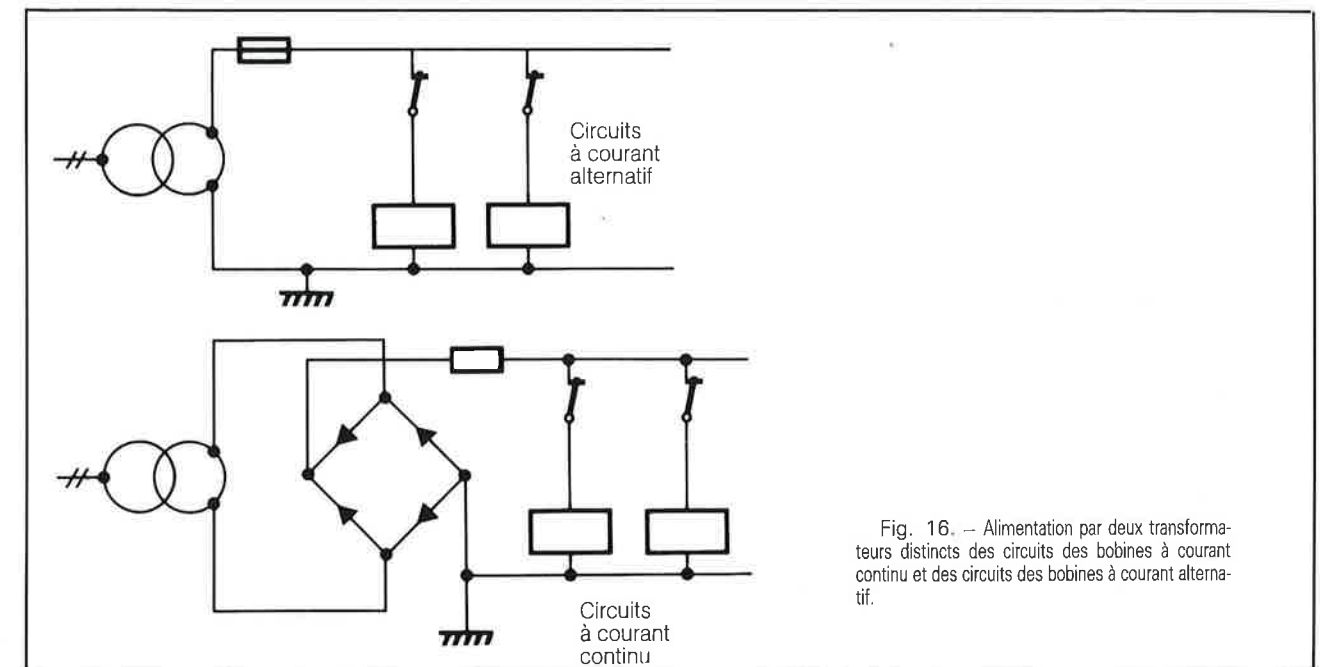 Circuits
à courant
alternatif
Fig. 16. – Alimentation par deux transforma-
teurs distincts des circuits des bobines à courant
continu et des circuits des bobines à courant alterna-
tif.
Circuits
à courant
continu